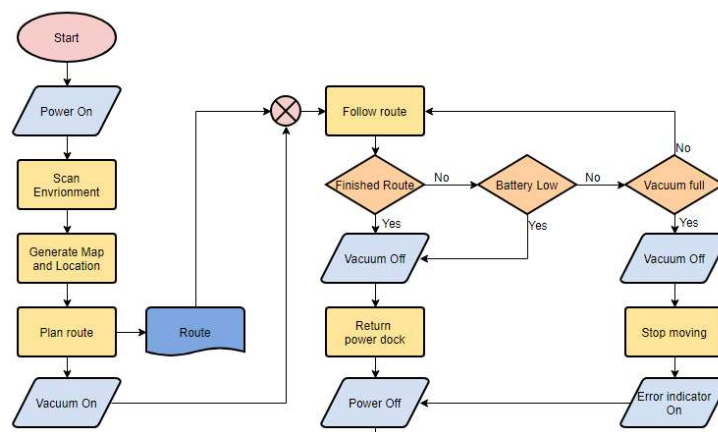 Start
Power On
Scan
Envrionment
Generate Map
and Location
Plan route
Route
Vacuum On
Follow route
Finished Route
No
Battery Low
No
Vacuum full
No
Yes
Yes
Yes
Vacuum Off
Vacuum Off
Return
power dock
Stop moving
Power Off
Error indicator
On